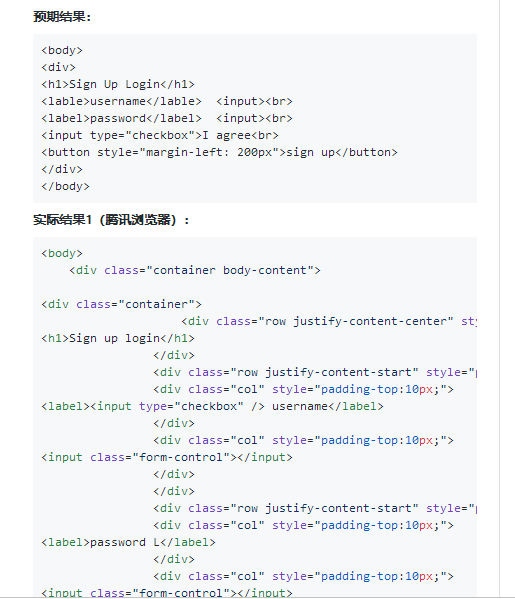 预期结果：
<body>
<div>
<h1>Sign Up Login</h1>
<lable>username</lable>  <input><br>
<label>password</label>  <input><br>
<input type="checkbox">I agree<br>
<button style="margin-left: 200px">sign up</button>
</div>
</body>
实际结果1（腾讯浏览器）：
<body>
    <div class="container body-content">
<div class="container">
                    <div class="row justify-content-center" sty
<h1>Sign up login</h1>
                </div>
                <div class="row justify-content-start" style="p
                <div class="col" style="padding-top:10px;">
<label><input type="checkbox" /> username</label>
                </div>
                <div class="col" style="padding-top:10px;">
<input class="form-control"></input>
                </div>
                </div>
                <div class="row justify-content-start" style="p
                <div class="col" style="padding-top:10px;">
<label>password L</label>
                </div>
                <div class="col" style="padding-top:10px;">
<input class="form-control"></input>